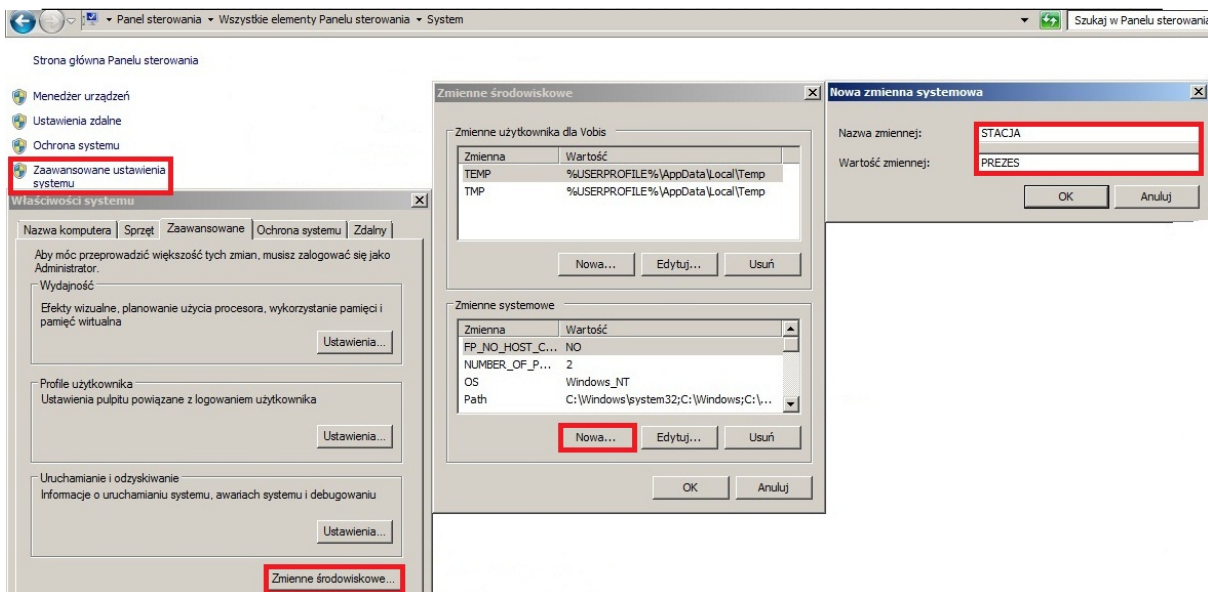 Panel sterowania ▾ Wszystkie elementy Panelu sterowania ▾ System
Szukaj w Panelu sterowania
Strona główna Panelu sterowania
Menedżer urządzeń
Ustawienia zdalne
Ochrona systemu
Zaawansowane ustawienia
systemu
Właściwości systemu
Nazwa komputera Sprzęt Zaawansowane Ochrona systemu Zdalny
Aby móc przeprowadzić większość tych zmian, musisz zalogować się jako
Administrator.
Wydajność
Efekty wizualne, planowanie użycia procesora, wykorzystanie pamięci i
pamięć wirtualna
Ustawienia...
Profile użytkownika
Ustawienia pulpitu powiązane z logowaniem użytkownika
Ustawienia...
Uruchamianie i odzyskiwanie
Informacje o uruchamianiu systemu, awariach systemu i debugowaniu
Ustawienia...
Zmienne środowiskowe...
Zmienne środowiskowe
Zmienne użytkownika dla Vobis
Zmienna Wartość
TEMP %USERPROFILE%\AppData\Local\Temp
TMP %USERPROFILE%\AppData\Local\Temp
Nowa... Edytuj... Usuń
Zmienne systemowe
Zmienna Wartość
FP_NO_HOST_C... NO
NUMBER_OF_P... 2
OS Windows_NT
Path C:\Windows\system32;C:\Windows;C:\...
Nowa... Edytuj... Usuń
OK Anuluj
Nowa zmienna systemowa
Nazwa zmiennej: STACJA
Wartość zmiennej: PREZES
OK Anuluj